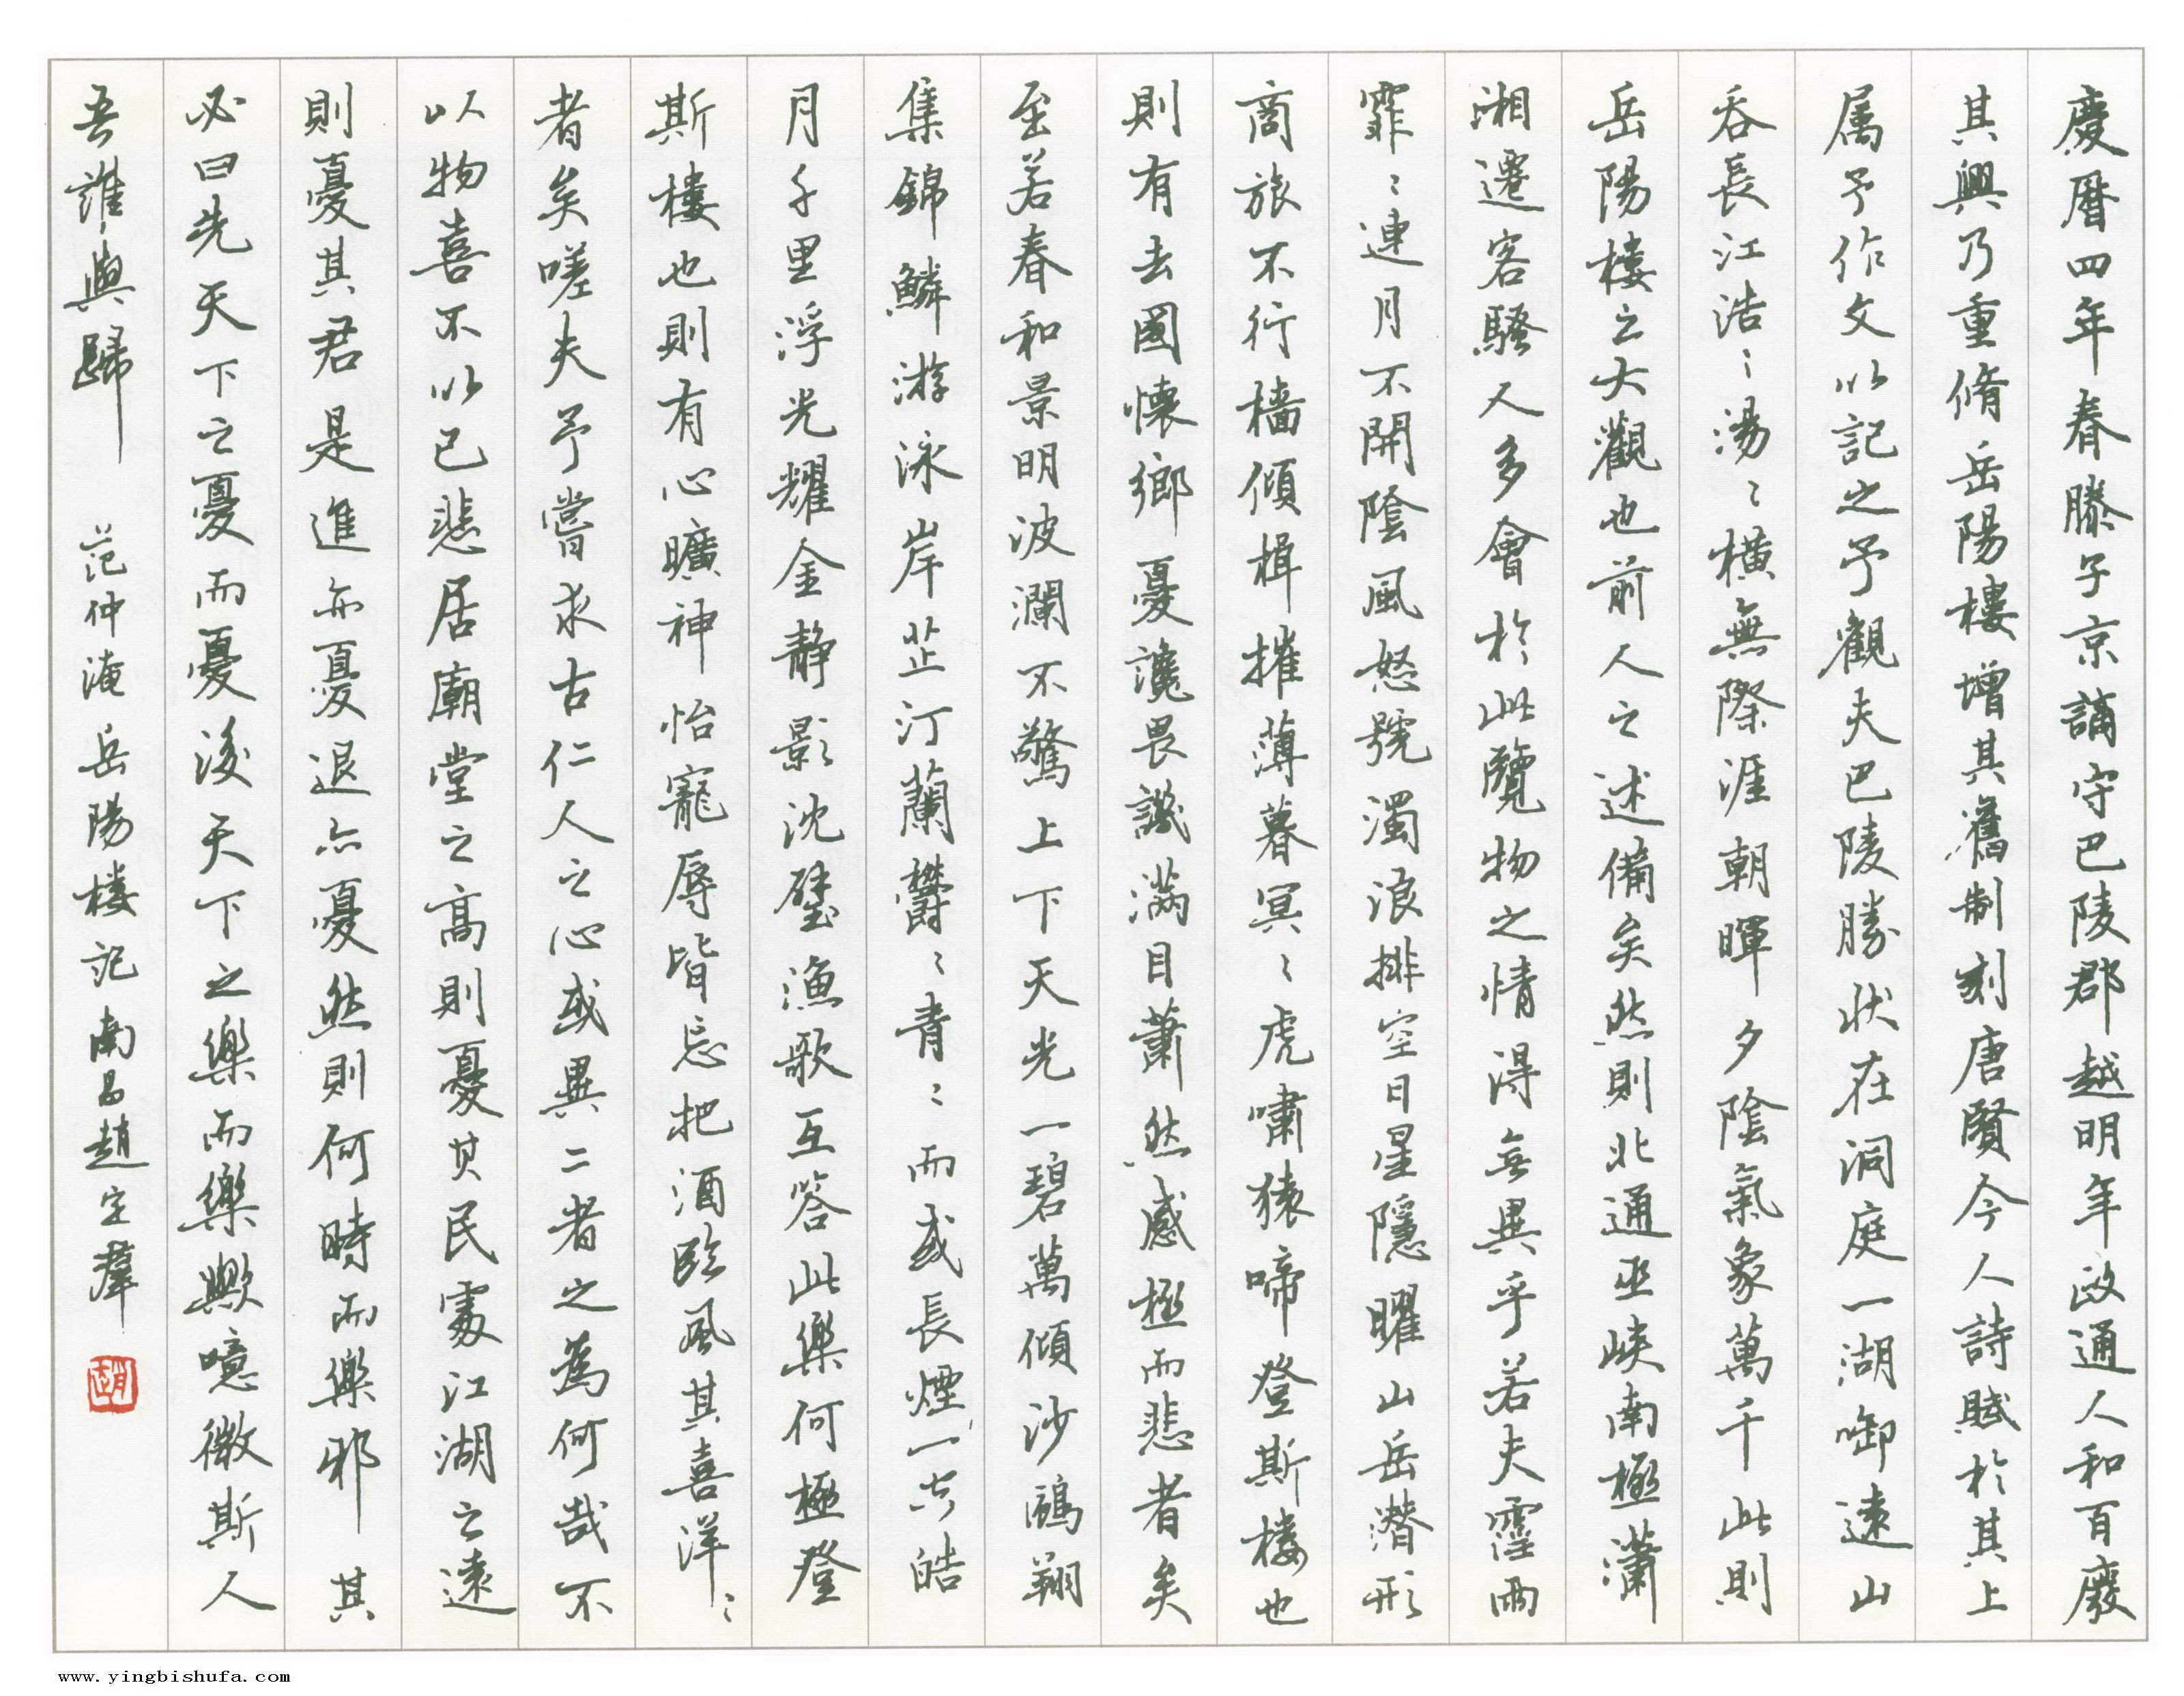 慶曆四年春滕子京謫守巴陵郡越明年政通人和百廢
其興乃重脩岳陽樓增其舊制刻唐賢今人詩賦於其上
属予作文以記之予觀夫巴陵勝状在洞庭一湖啣遠山
吞長江浩〻湯〻橫無際涯朝暉夕陰氣象萬千此則
岳陽樓之大觀也前人之述備矣然則北通巫峽南極瀟
湘遷客騷人多會於此覽物之情得無異乎若夫霪雨
霏〻連月不開陰風怒號濁浪排空日星隱曜山岳潛形
商旅不行檣傾楫摧薄暮冥〻虎嘯猿啼登斯樓也
則有去國懷鄉憂讒畏譏滿目蕭然感極而悲者矣
至若春和景明波瀾不驚上下天光一碧萬傾沙鷗翔
集錦鱗游泳岸芷汀蘭欝〻青〻而或長煙一空皓
月千里浮光耀金静影沈璧漁歌互答此樂何極登
斯樓也則有心曠神怡寵辱皆忘把酒臨風其喜洋〻
者矣嗟夫予嘗求古仁人之心或異二者之為何哉不
以物喜不以己悲居廟堂之高則憂其民處江湖之遠
則憂其君是進亦憂退亦憂然則何時而樂邪其
必曰先天下之憂而憂後天下之樂而樂歟噫微斯人
吾誰與歸 范仲淹岳陽楼記南昌趙定群
趙
www.yingbishufa.com